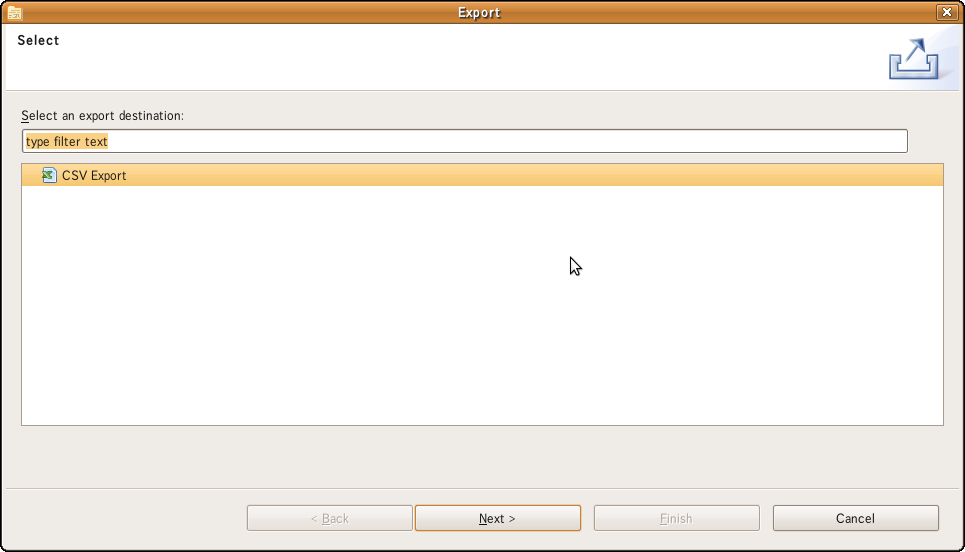 Export
Select
Select an export destination:
type filter text
CSV Export
< Back
Next >
Finish
Cancel